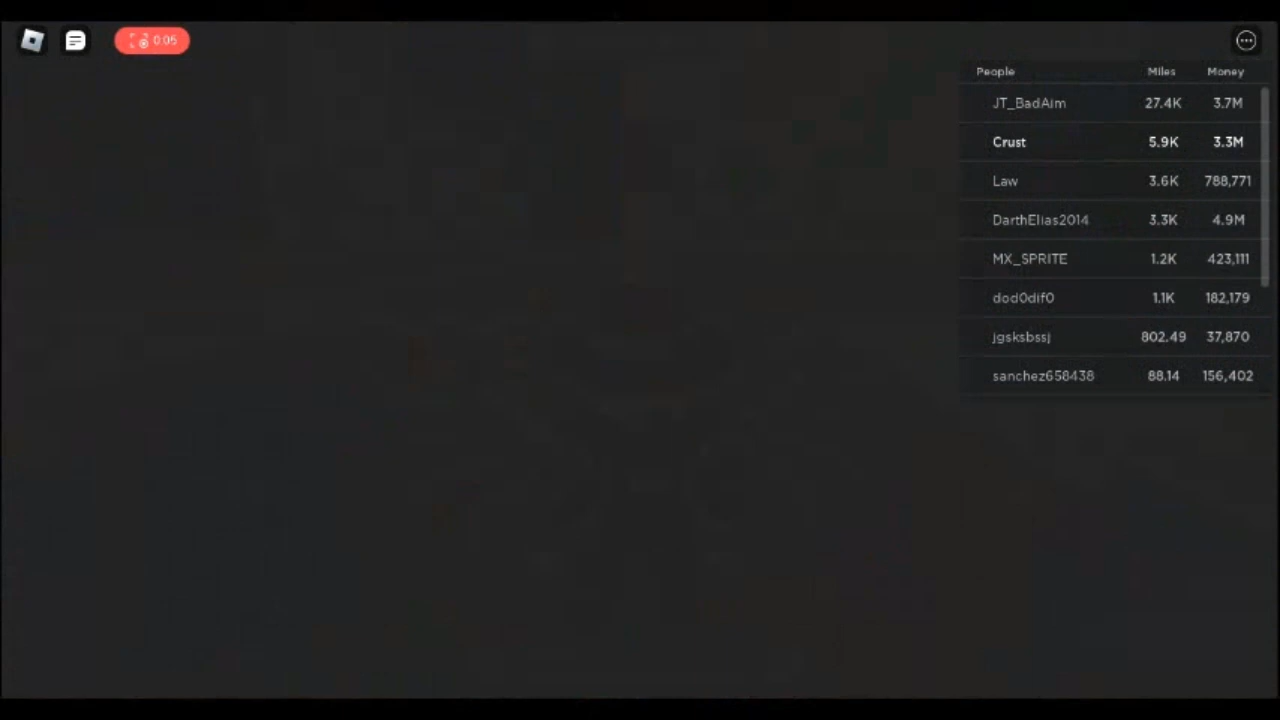 0:05
People Miles Money
JT_BadAim 27.4K 3.7M
Crust 5.9K 3.3M
Law 3.6K 788,771
DarthElias2014 3.3K 4.9M
MX_SPRITE 1.2K 423,111
dod0dif0 1.1K 182,179
jgsksbssj 802.49 37,870
sanchez658438 88.14 156,402